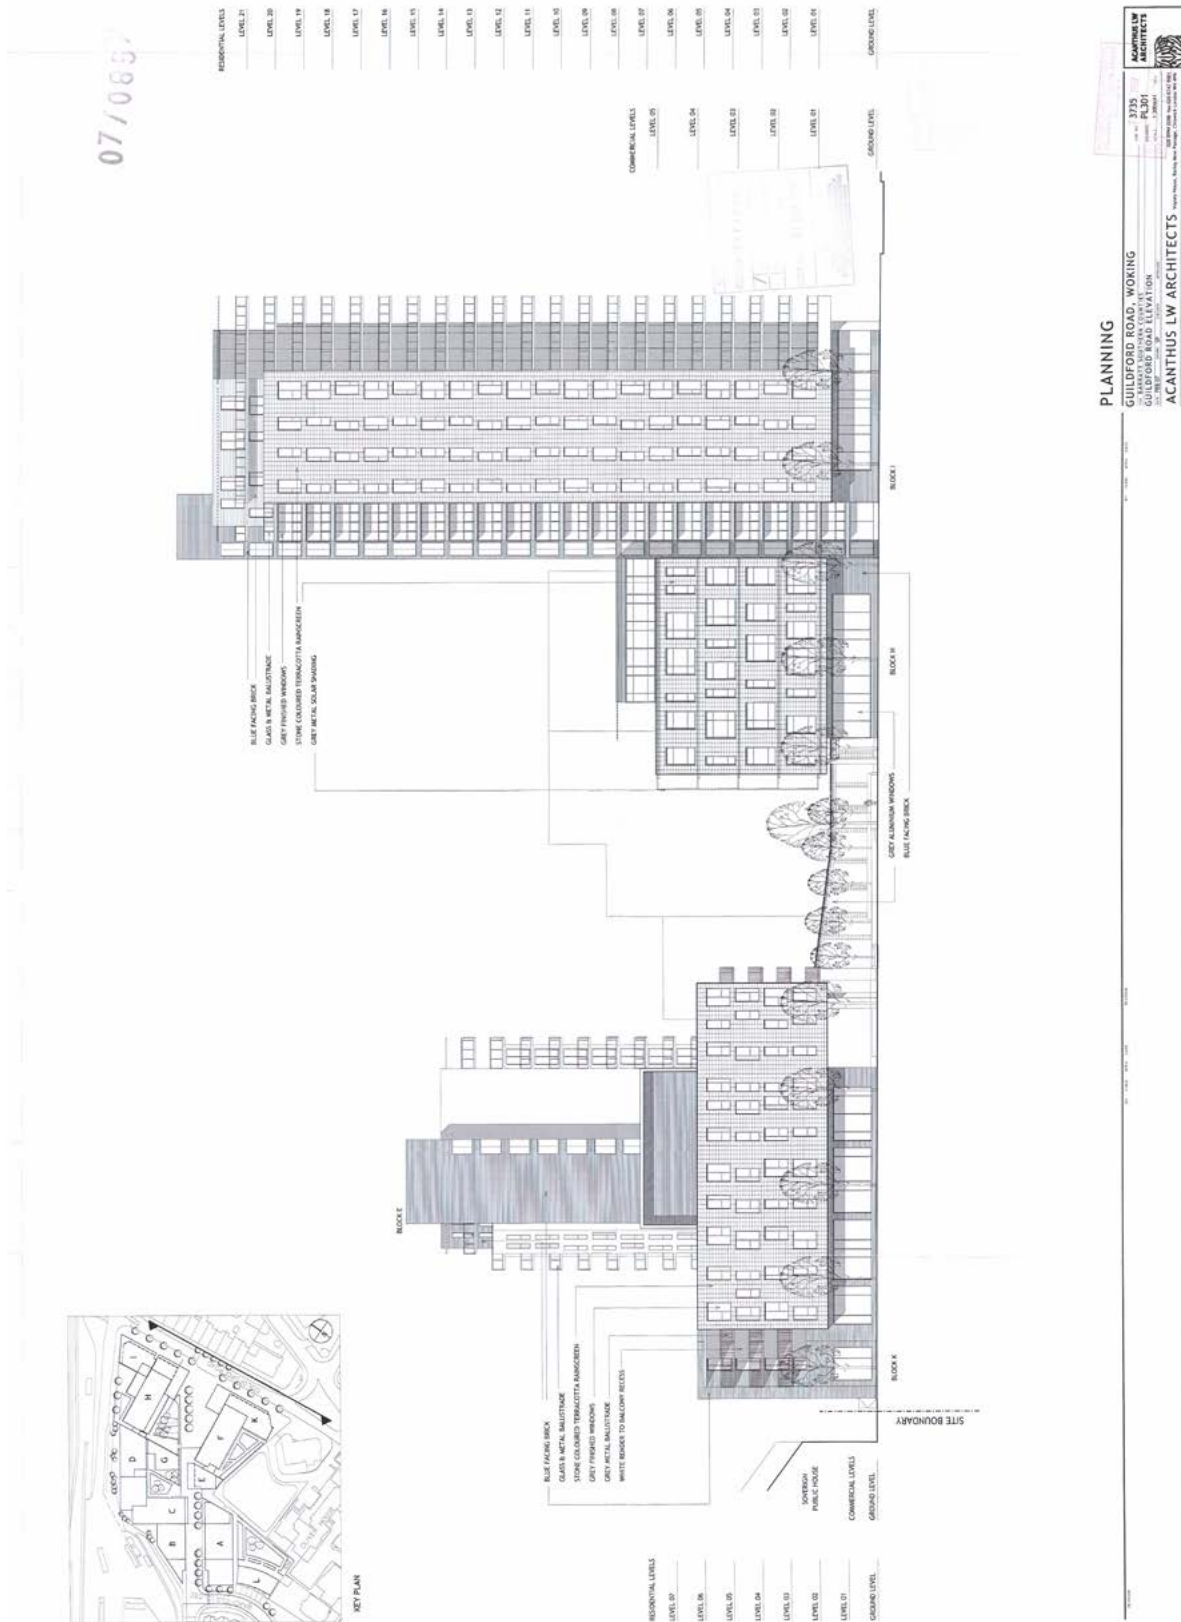 07/085
RESIDENTIAL LEVELS
LEVEL 21
LEVEL 20
LEVEL 19
LEVEL 18
LEVEL 17
LEVEL 16
LEVEL 15
LEVEL 14
LEVEL 13
LEVEL 12
LEVEL 11
LEVEL 10
LEVEL 09
LEVEL 08
LEVEL 07
LEVEL 06
LEVEL 05
LEVEL 04
LEVEL 03
LEVEL 02
LEVEL 01
GROUND LEVEL
COMMERCIAL LEVELS
LEVEL 05
LEVEL 04
LEVEL 03
LEVEL 02
LEVEL 01
GROUND LEVEL
BLUE FACING BRICK
GLASS & METAL BALUSTRADE
GREY FINISHED WINDOWS
STONE COLOURED TERRACOTTA RAINSCREEN
GREY METAL SOLAR SHADING
BLOCK I
BLOCK H
GREY ALUMINIUM WINDOWS
BLUE FACING BRICK
BLOCK E
BLUE FACING BRICK
GLASS & METAL BALUSTRADE
STONE COLOURED TERRACOTTA RAINSCREEN
GREY FINISHED WINDOWS
GREY METAL BALUSTRADE
WHITE RENDER TO BALCONY RECESS
BLOCK K
SITE BOUNDARY
SOVERIGH
PUBLIC HOUSE
COMMERCIAL LEVELS
GROUND LEVEL
RESIDENTIAL LEVELS
LEVEL 07
LEVEL 06
LEVEL 05
LEVEL 04
LEVEL 03
LEVEL 02
LEVEL 01
GROUND LEVEL
I
H
D
G
K
F
E
C
B
A
L
KEY PLAN
PLANNING
GUILDFORD ROAD, WOKING
BARRATT SOUTHERN COUNTIES
GUILDFORD ROAD ELEVATION
ACANTHUS LW ARCHITECTS
3735
PL301
ACANTHUS LW
ARCHITECTS